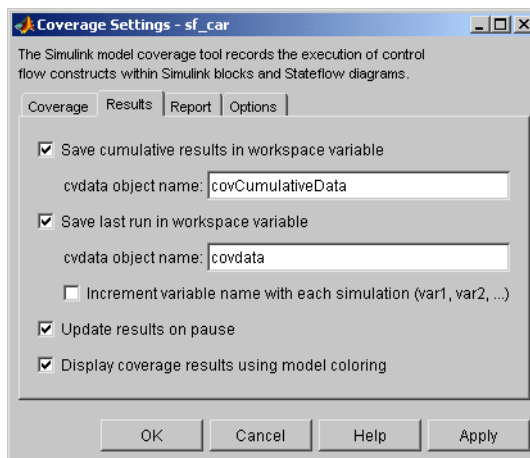 Coverage Settings - sf_car
The Simulink model coverage tool records the execution of control
flow constructs within Simulink blocks and Stateflow diagrams.
Coverage Results Report Options
Save cumulative results in workspace variable
cvdata object name: covCumulativeData
Save last run in workspace variable
cvdata object name: covdata
Increment variable name with each simulation (var1, var2, ...)
Update results on pause
Display coverage results using model coloring
OK Cancel Help Apply